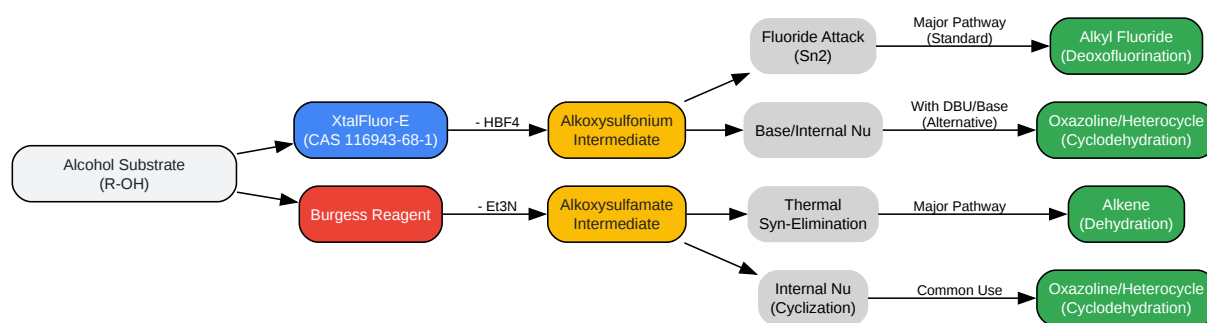 Alcohol Substrate
(R-OH)
XtalFluor-E
(CAS 116943-68-1)
- HBF4
Alkoxysulfonium
Intermediate
Fluoride Attack
(Sn2)
Major Pathway
(Standard)
Alkyl Fluoride
(Deoxofluorination)
Base/Internal Nu
With DBU/Base
(Alternative)
Oxazoline/Heterocycle
(Cyclodehydration)
Burgess Reagent
- Et3N
Alkoxysulfamate
Intermediate
Thermal
Syn-Elimination
Major Pathway
Alkene
(Dehydration)
Internal Nu
(Cyclization)
Common Use
Oxazoline/Heterocycle
(Cyclodehydration)